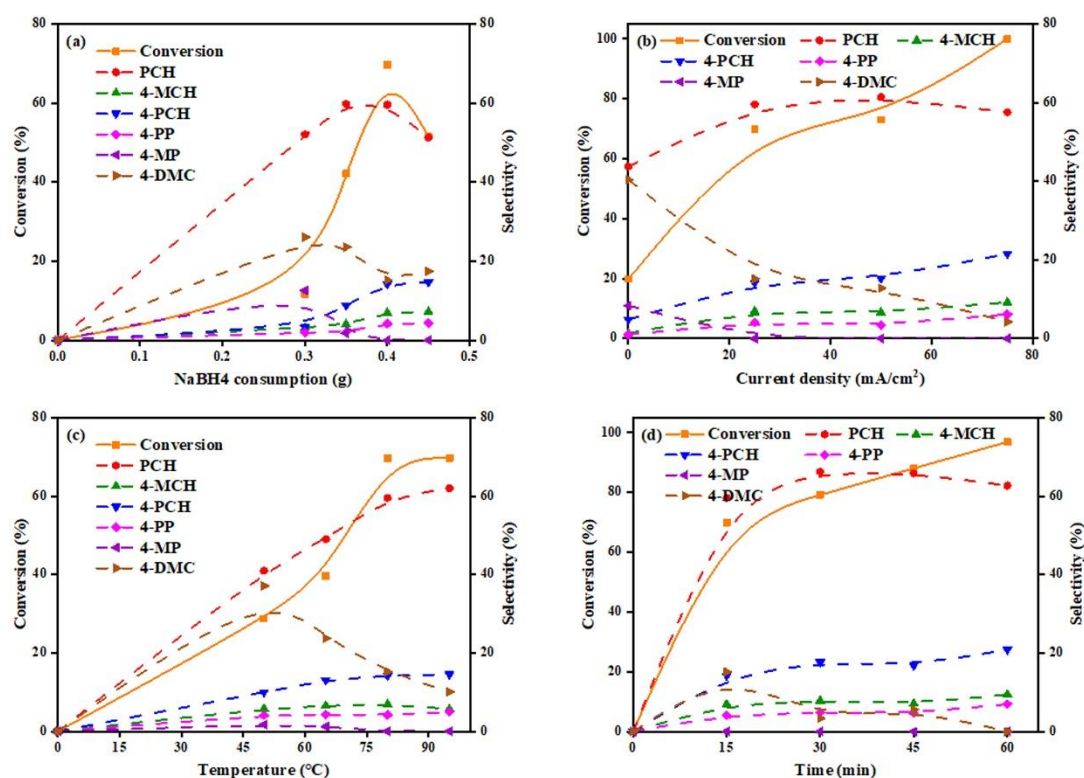 (a)
Conversion
PCH
4-MCH
4-PCH
4-PP
4-MP
4-DMC
80
60
40
20
0
80
60
40
20
0
Conversion (%)
Selectivity (%)
0.0 0.1 0.2 0.3 0.4 0.5
NaBH4 consumption (g)
(b)
Conversion PCH 4-MCH
4-PCH 4-PP
4-MP 4-DMC
100
80
60
40
20
0
80
60
40
20
0
Conversion (%)
Selectivity (%)
0 20 40 60 80
Current density (mA/cm²)
(c)
Conversion
PCH
4-MCH
4-PCH
4-PP
4-MP
4-DMC
80
60
40
20
0
80
60
40
20
0
Conversion (%)
Selectivity (%)
0 15 30 45 60 75 90
Temperature (°C)
(d)
Conversion PCH 4-MCH
4-PCH 4-PP
4-MP
4-DMC
100
80
60
40
20
0
80
60
40
20
0
Conversion (%)
Selectivity (%)
0 15 30 45 60
Time (min)